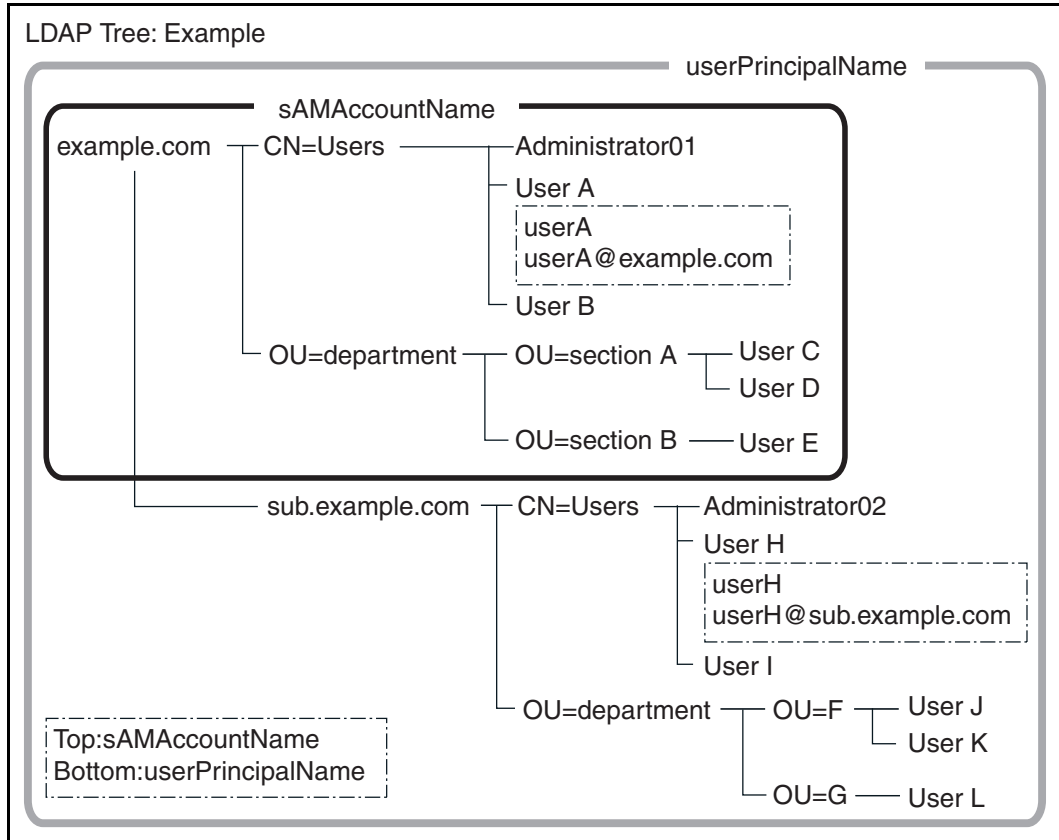 LDAP Tree: Example
userPrincipalName
sAMAccountName
example.com CN=Users Administrator01
User A
userA
userA@example.com
User B
OU=department OU=section A User C
User D
OU=section B User E
sub.example.com CN=Users Administrator02
User H
userH
userH@sub.example.com
User I
OU=department OU=F User J
User K
OU=G User L
Top:sAMAccountName
Bottom:userPrincipalName